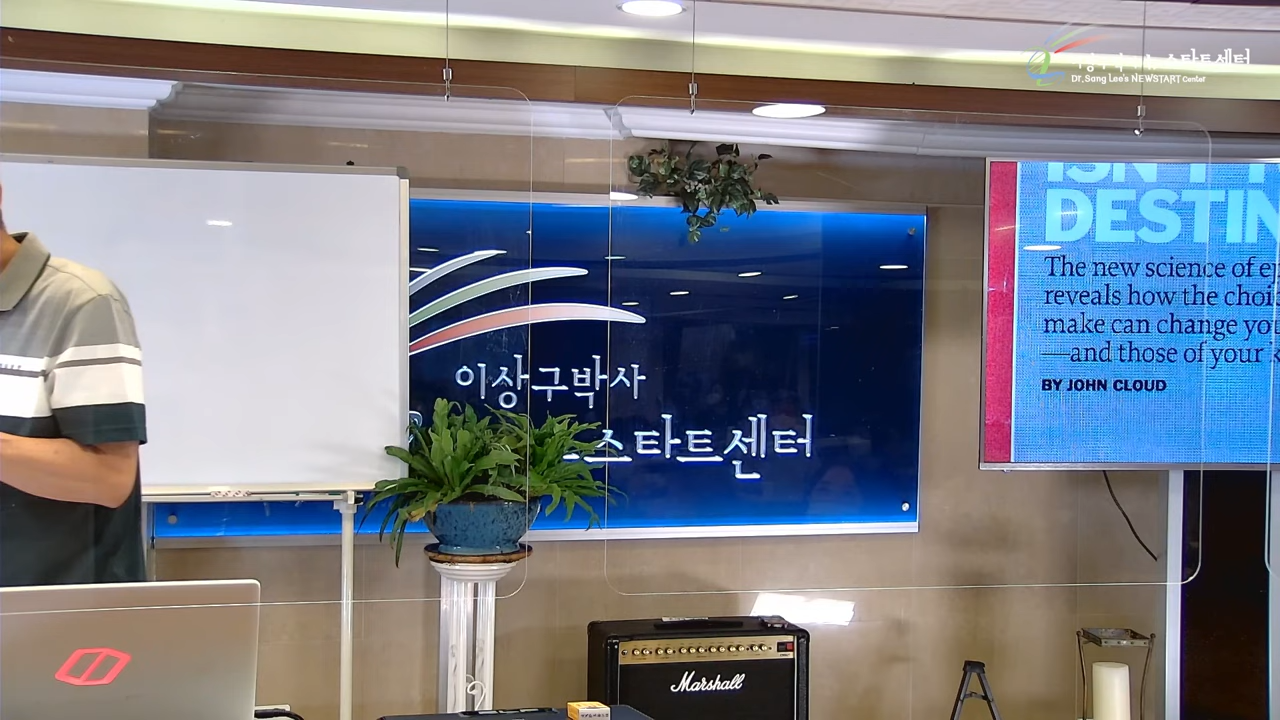 스타트센터
Dr. Sang Lee's NEWSTART Center
DESTIN
The new science of e
reveals how the choi
make can change you
—and those of your k
BY JOHN CLOUD
이상구박사
스타트센터
Marshall